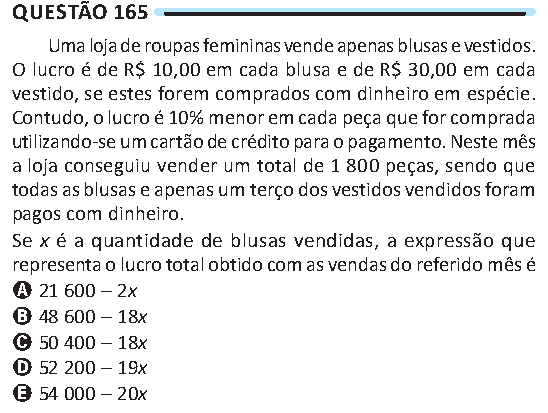 QUESTÃO 165
Uma loja de roupas femininas vende apenas blusas e vestidos.
O lucro é de R$ 10,00 em cada blusa e de R$ 30,00 em cada
vestido, se estes forem comprados com dinheiro em espécie.
Contudo, o lucro é 10% menor em cada peça que for comprada
utilizando-se um cartão de crédito para o pagamento. Neste mês
a loja conseguiu vender um total de 1 800 peças, sendo que
todas as blusas e apenas um terço dos vestidos vendidos foram
pagos com dinheiro.
Se x é a quantidade de blusas vendidas, a expressão que
representa o lucro total obtido com as vendas do referido mês é
A 21 600 – 2x
B 48 600 – 18x
C 50 400 – 18x
D 52 200 – 19x
E 54 000 – 20x